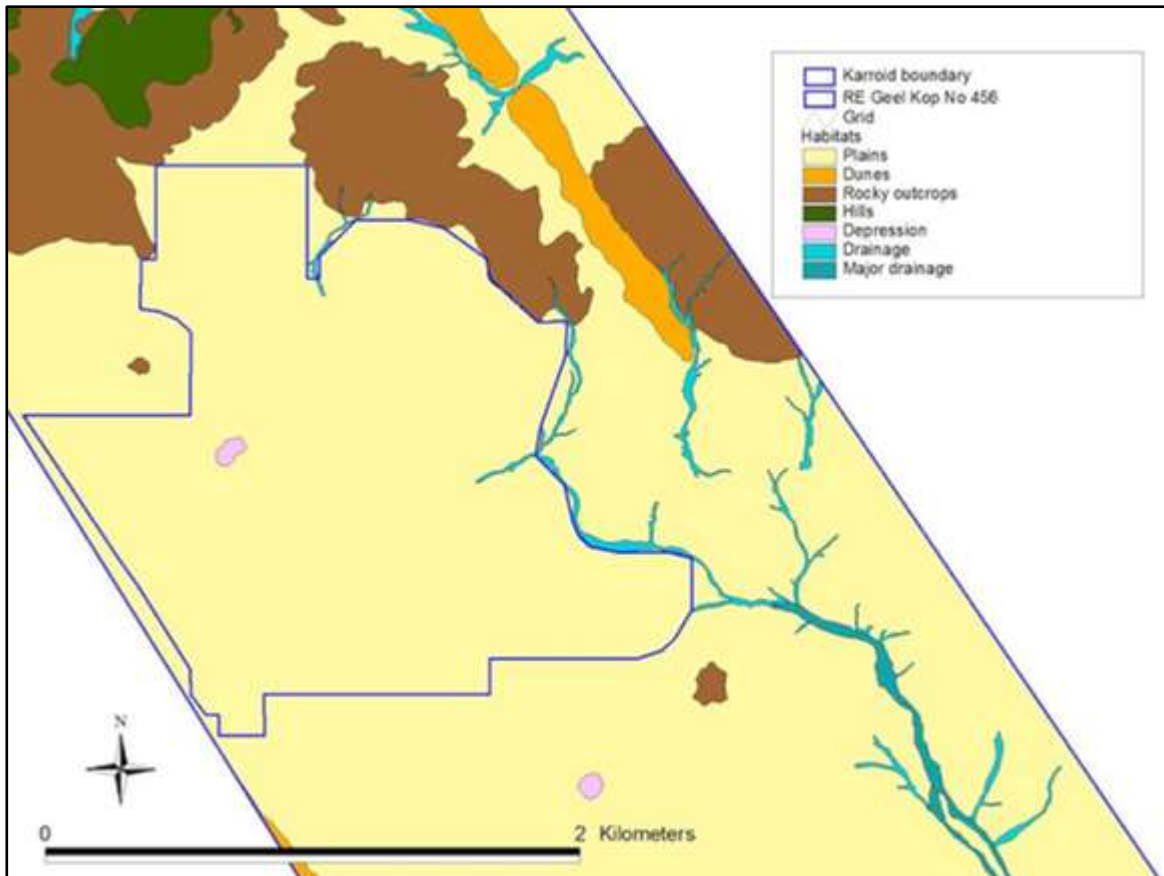 Karroid boundary
RE Geel Kop No 456
Grid
Habitats
Plains
Dunes
Rocky outcrops
Hills
Depression
Drainage
Major drainage
N
0 2 Kilometers